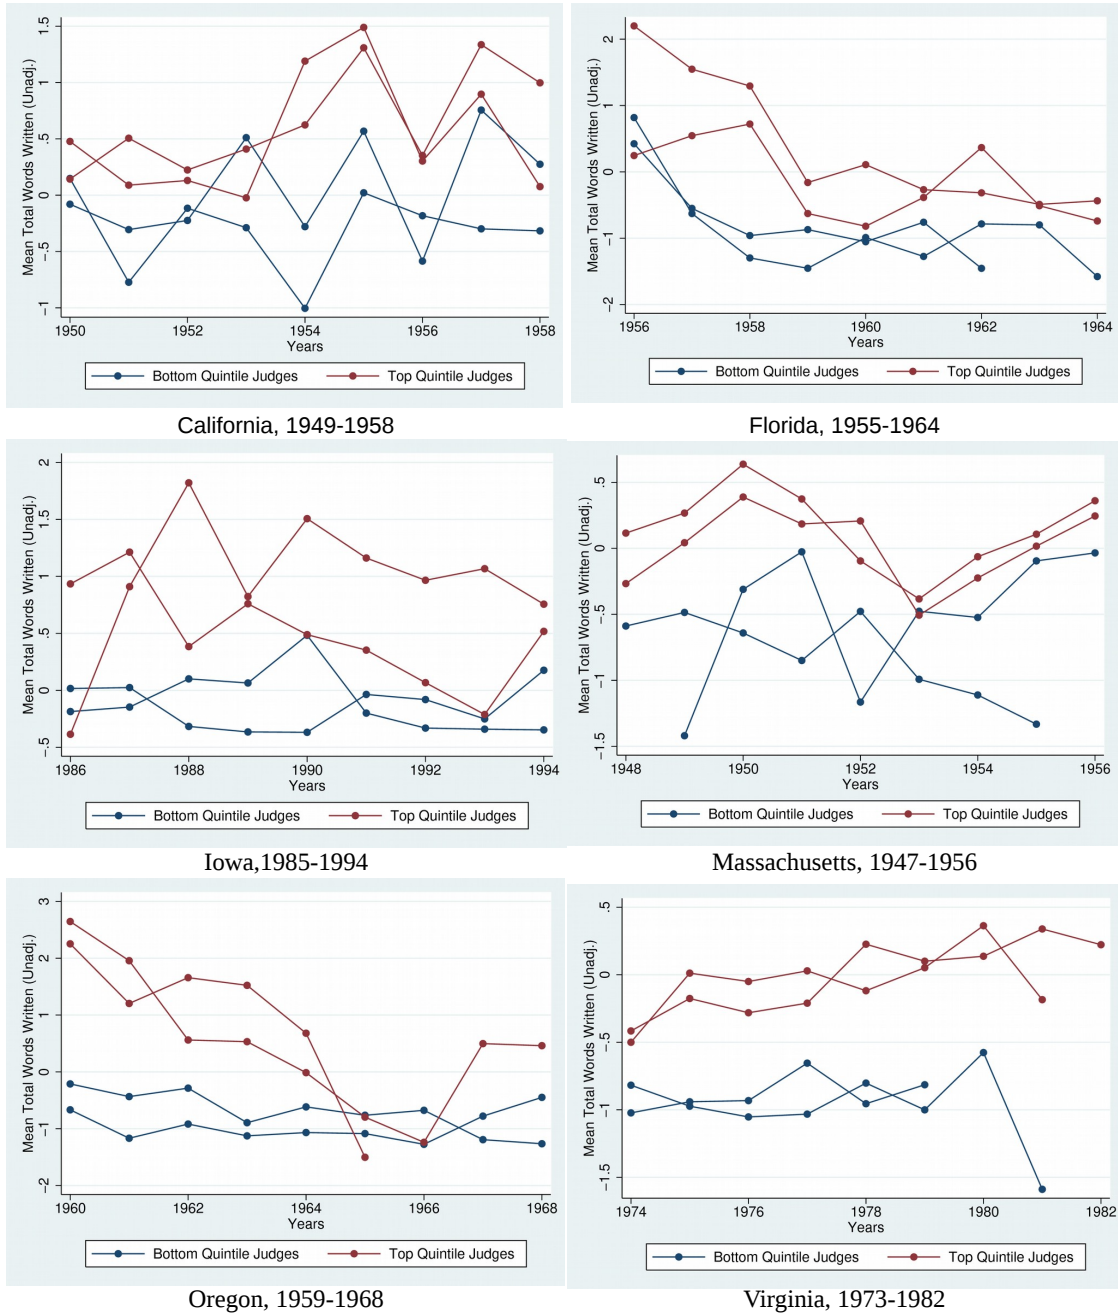 Mean Total Words Written (Unadj.)
1.5
1
.5
0
-.5
-1
1950 1952 1954 1956 1958
Years
Bottom Quintile Judges Top Quintile Judges
California, 1949-1958
Mean Total Words Written (Unadj.)
2
1
0
-1
-2
1956 1958 1960 1962 1964
Years
Bottom Quintile Judges Top Quintile Judges
Florida, 1955-1964
Mean Total Words Written (Unadj.)
2
1.5
1
.5
0
-.5
1986 1988 1990 1992 1994
Years
Bottom Quintile Judges Top Quintile Judges
Iowa,1985-1994
Mean Total Words Written (Unadj.)
.5
0
-.5
-1
-1.5
1948 1950 1952 1954 1956
Years
Bottom Quintile Judges Top Quintile Judges
Massachusetts, 1947-1956
Mean Total Words Written (Unadj.)
3
2
1
0
-1
-2
1960 1962 1964 1966 1968
Years
Bottom Quintile Judges Top Quintile Judges
Oregon, 1959-1968
Mean Total Words Written (Unadj.)
.5
0
-.5
-1
-1.5
1974 1976 1978 1980 1982
Years
Bottom Quintile Judges Top Quintile Judges
Virginia, 1973-1982